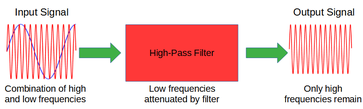 Input Signal
Output Signal
High-Pass Filter
Combination of high
and low frequencies
Low frequencies
attenuated by filter
Only high
frequencies remain